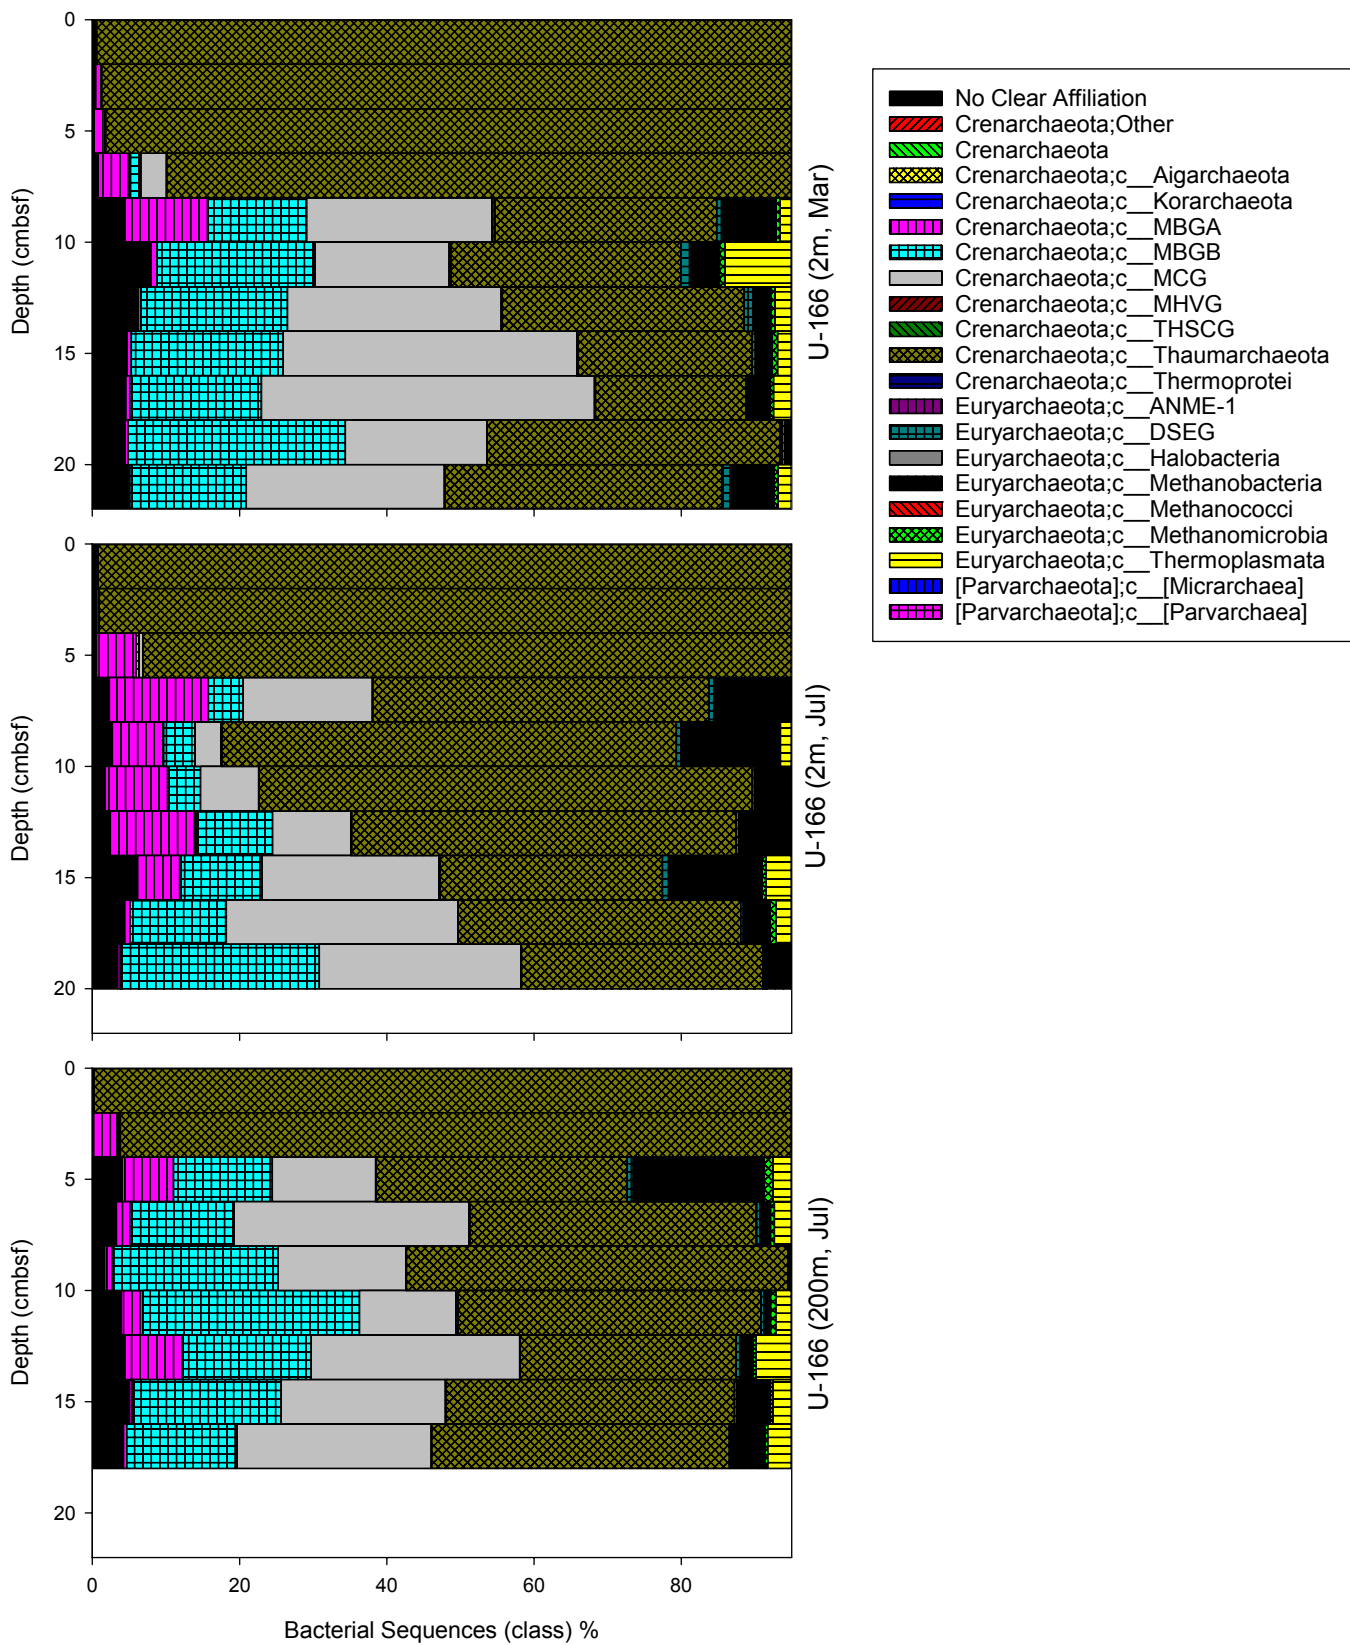 0
5
10
15
20
Depth (cmbsf)
U-166 (2m, Mar)
0
5
10
15
20
Depth (cmbsf)
U-166 (2m, Jul)
0
5
10
15
20
Depth (cmbsf)
U-166 (200m, Jul)
0 20 40 60 80
Bacterial Sequences (class) %
No Clear Affiliation
Crenarchaeota;Other
Crenarchaeota
Crenarchaeota;c__Aigarchaeota
Crenarchaeota;c__Korarchaeota
Crenarchaeota;c__MBGA
Crenarchaeota;c__MBGB
Crenarchaeota;c__MCG
Crenarchaeota;c__MHVG
Crenarchaeota;c__THSCG
Crenarchaeota;c__Thaumarchaeota
Crenarchaeota;c__Thermoprotei
Euryarchaeota;c__ANME-1
Euryarchaeota;c__DSEG
Euryarchaeota;c__Halobacteria
Euryarchaeota;c__Methanobacteria
Euryarchaeota;c__Methanococci
Euryarchaeota;c__Methanomicrobia
Euryarchaeota;c__Thermoplasmata
[Parvarchaeota];c__[Micrarchaea]
[Parvarchaeota];c__[Parvarchaea]